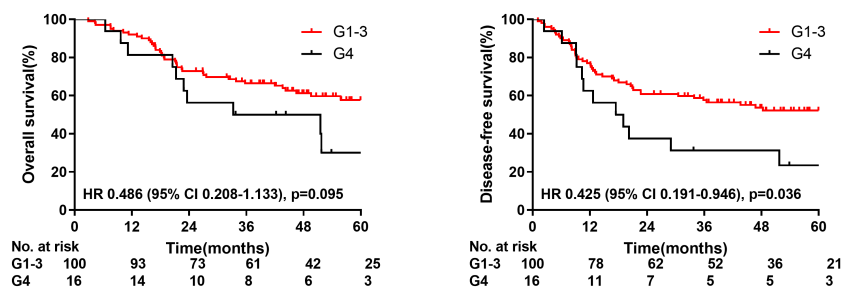 Overall survival(%)
100
80
60
40
20
0
G1-3
G4
HR 0.486 (95% CI 0.208-1.133), p=0.095
0 12 24 36 48 60
Time(months)
No. at risk
G1-3 100 93 73 61 42 25
G4 16 14 10 8 6 3
Disease-free survival(%)
100
80
60
40
20
0
G1-3
G4
HR 0.425 (95% CI 0.191-0.946), p=0.036
0 12 24 36 48 60
Time(months)
No. at risk
G1-3 100 78 62 52 36 21
G4 16 11 7 5 5 3